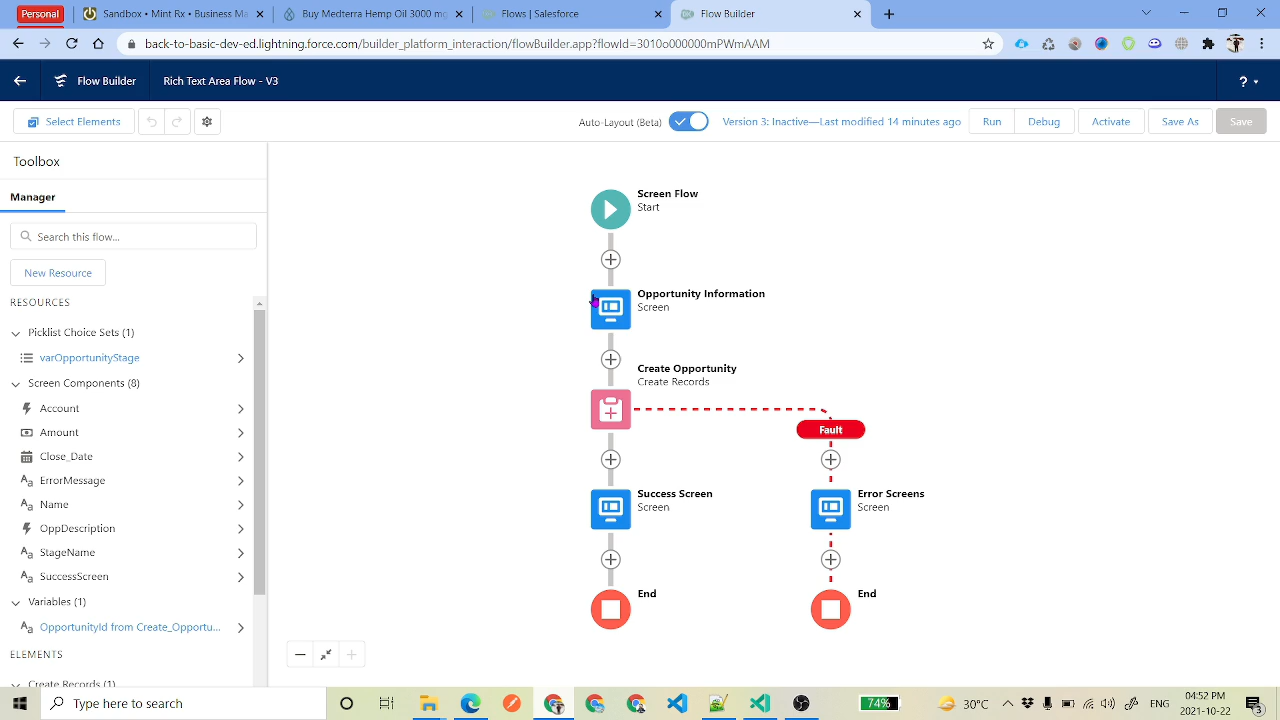 Personal
Sandbox • Mint Rx - Business Ma
Buy Medterra Hemp Oil 3000 mg
Flows | Salesforce
Flow Builder
back-to-basic-dev-ed.lightning.force.com/builder_platform_interaction/flowBuilder.app?flowId=3010o000000mPWmAAM
Flow Builder
Rich Text Area Flow - V3
?
Select Elements
Auto-Layout (Beta)
Version 3: Inactive—Last modified 14 minutes ago
Run
Debug
Activate
Save As
Save
Toolbox
Manager
Search this flow...
New Resource
RESOURCES
Picklist Choice Sets (1)
varOpportunityStage
Screen Components (8)
Account
Amount
Close_Date
ErrorMessage
Name
OppDescription
StageName
SuccessScreen
Variables (1)
OpportunityId from Create_Opportu...
ELEMENTS
Create Records (1)
Screen Flow
Start
Opportunity Information
Screen
Create Opportunity
Create Records
Fault
Success Screen
Screen
Error Screens
Screen
End
End
Type here to search
74%
30°C
ENG
04:52 PM
2021-10-22
3